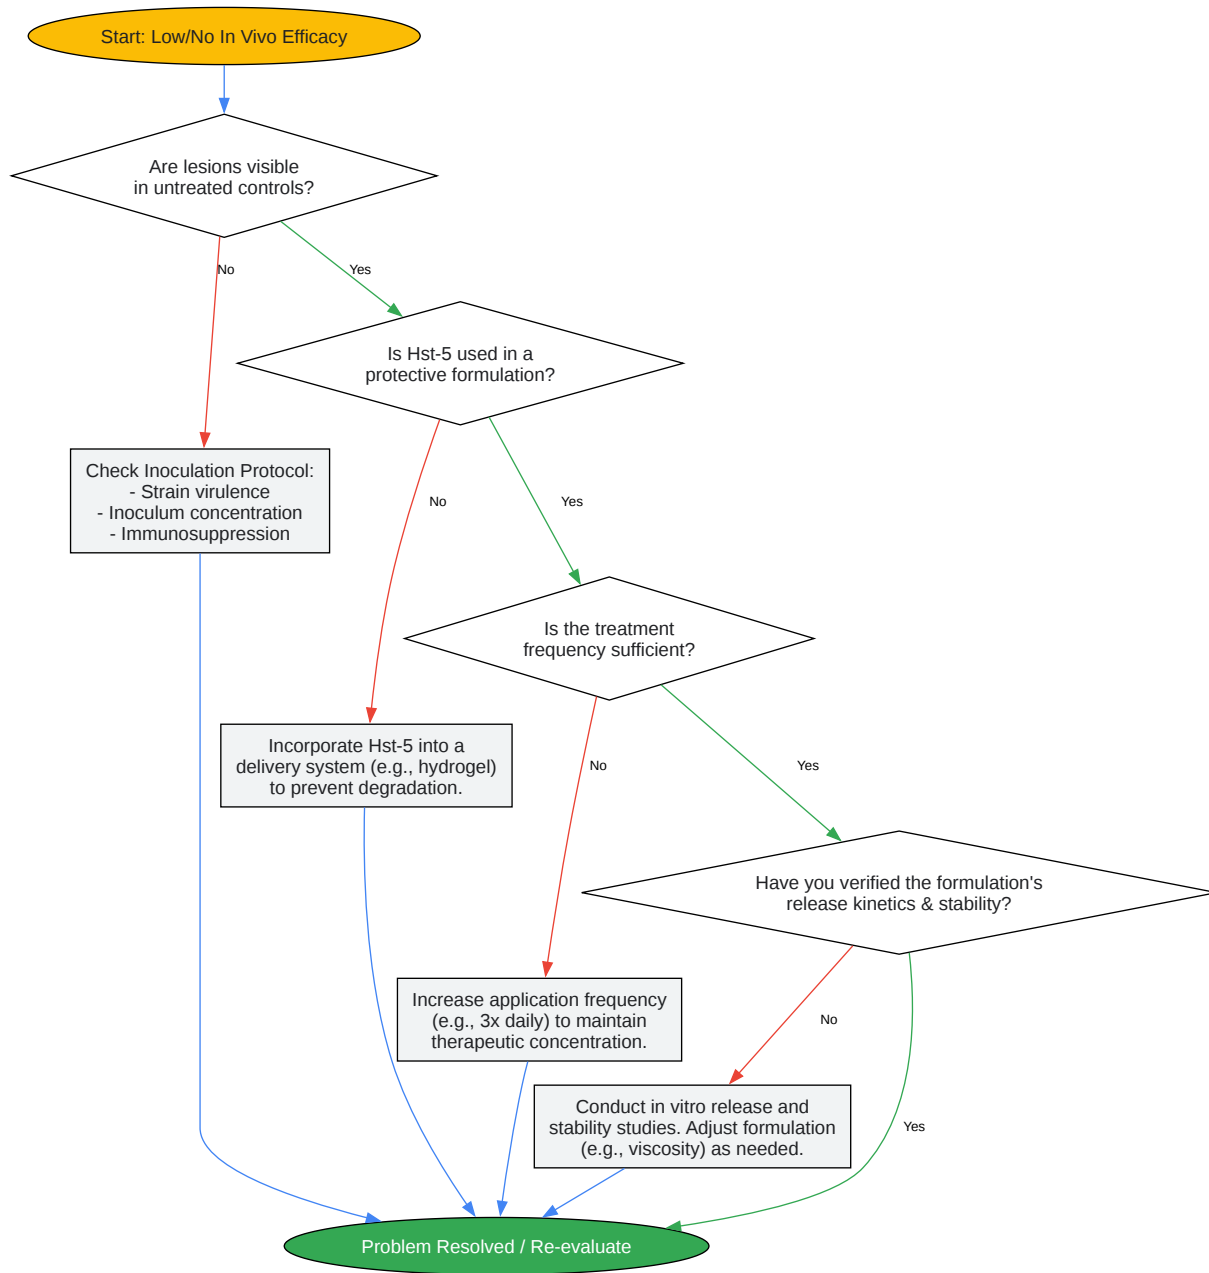 Start: Low/No In Vivo Efficacy
Are lesions visible
in untreated controls?
No
Yes
Is Hst-5 used in a
protective formulation?
Check Inoculation Protocol:
- Strain virulence
- Inoculum concentration
- Immunosuppression
No
Yes
Is the treatment
frequency sufficient?
Incorporate Hst-5 into a
delivery system (e.g., hydrogel)
to prevent degradation.
No
Yes
Have you verified the formulation's
release kinetics & stability?
Increase application frequency
(e.g., 3x daily) to maintain
therapeutic concentration.
No
Conduct in vitro release and
stability studies. Adjust formulation
(e.g., viscosity) as needed.
Yes
Problem Resolved / Re-evaluate